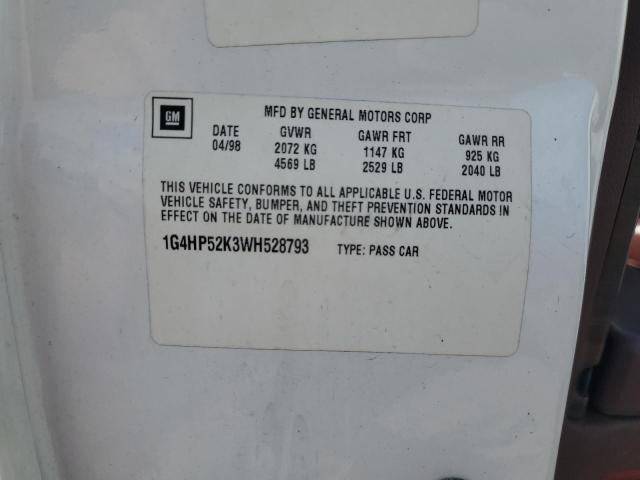 GM
MFD BY GENERAL MOTORS CORP
DATE GVWR GAWR FRT GAWR RR
04/98 2072 KG 1147 KG 925 KG
4569 LB 2529 LB 2040 LB
THIS VEHICLE CONFORMS TO ALL APPLICABLE U.S. FEDERAL MOTOR
VEHICLE SAFETY, BUMPER, AND THEFT PREVENTION STANDARDS IN
EFFECT ON THE DATE OF MANUFACTURE SHOWN ABOVE.
1G4HP52K3WH528793 TYPE: PASS CAR